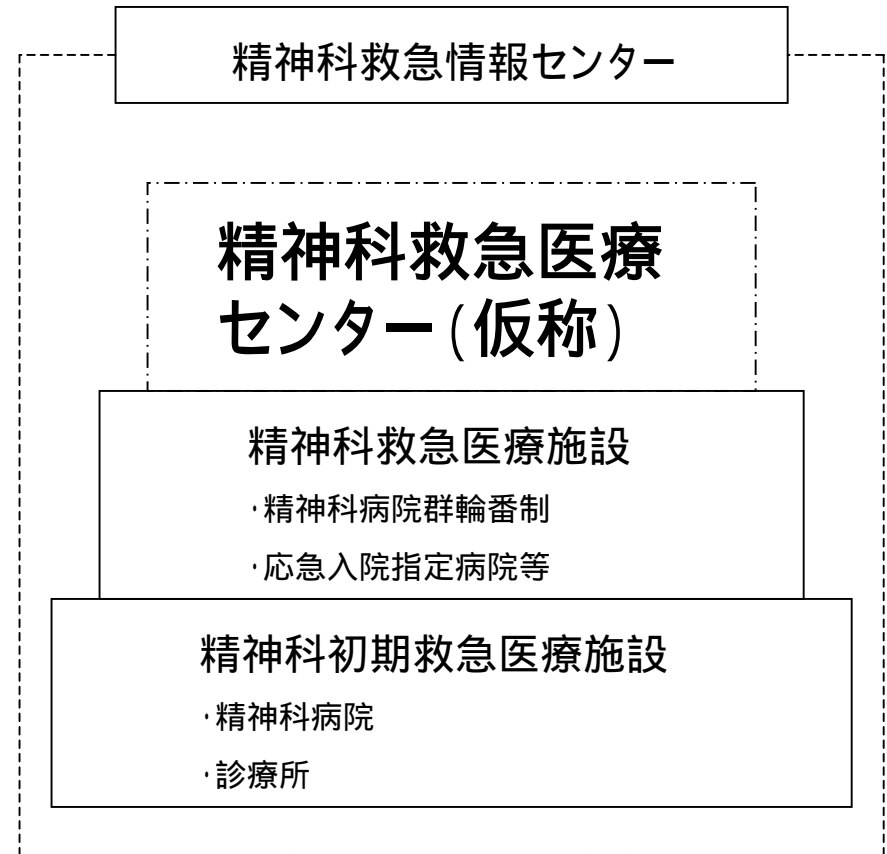 精神科救急情報センター
精神科救急医療
センター(仮称)
精神科救急医療施設
・精神科病院群輪番制
・応急入院指定病院等
精神科初期救急医療施設
・精神科病院
・診療所